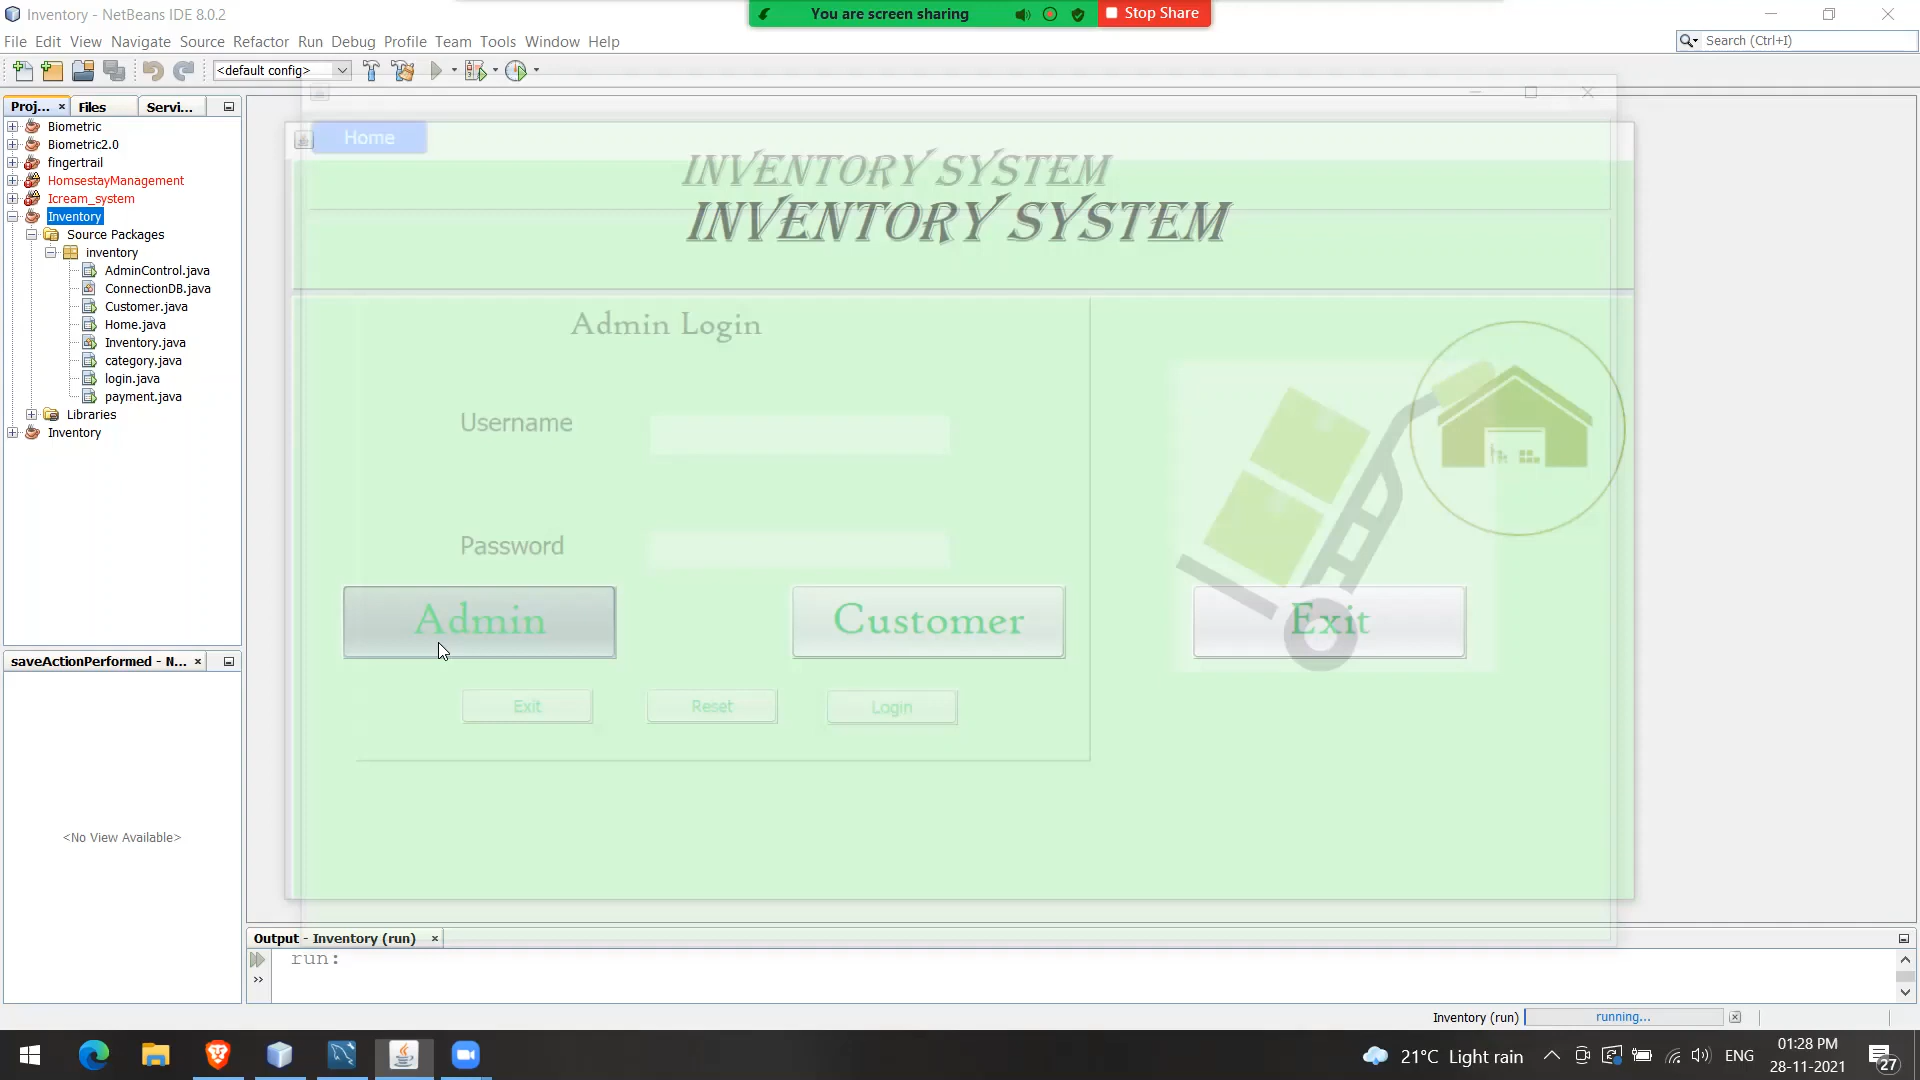 Inventory - NetBeans IDE 8.0.2
You are screen sharing
Stop Share
File Edit View Navigate Source Refactor Run Debug Profile Team Tools Window Help
Search (Ctrl+I)
<default config>
Proj... × Files Servi...
Biometric
Biometric2.0
fingertrail
HomsestayManagement
Icream_system
Inventory
Source Packages
inventory
AdminControl.java
ConnectionDB.java
Customer.java
Home.java
Inventory.java
category.java
login.java
payment.java
Libraries
Inventory
saveActionPerformed - N... ×
<No View Available>
Home
INVENTORY SYSTEM
INVENTORY SYSTEM
Admin Login
Username
Password
Admin
Customer
Exit
Exit
Reset
Login
Output - Inventory (run) ×
run:
Inventory (run) running...
21°C Light rain
ENG
01:28 PM
28-11-2021
27